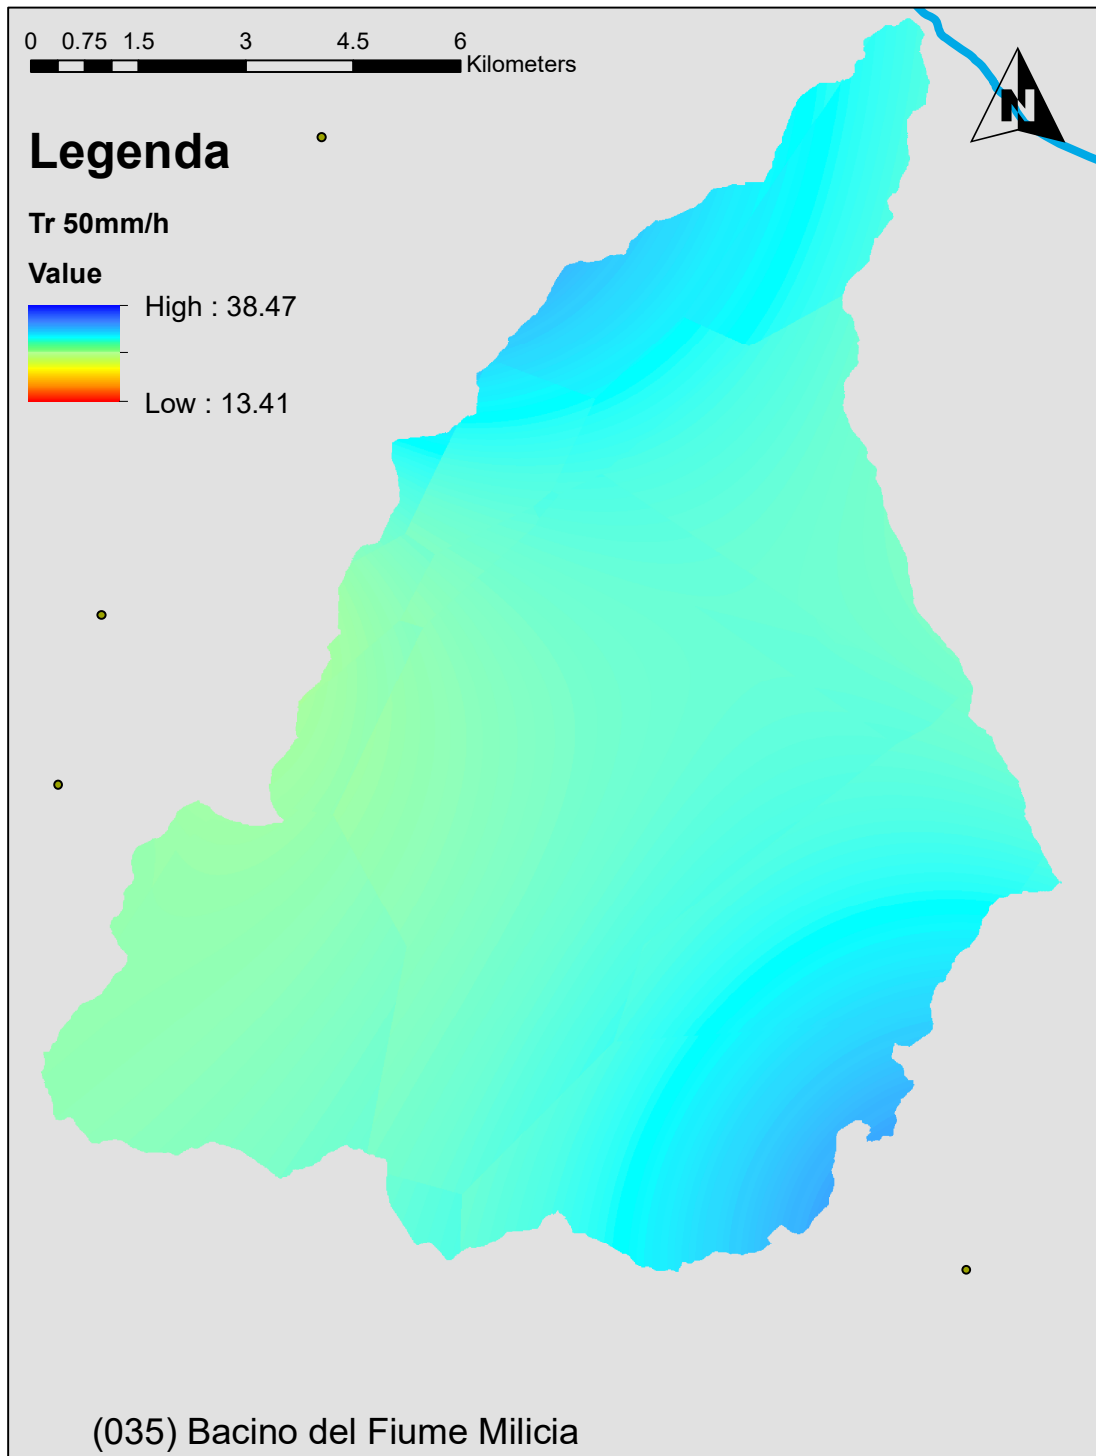 0 0.75 1.5 3 4.5 6
Kilometers
N
Legenda
Tr 50mm/h
Value
High : 38.47
Low : 13.41
(035) Bacino del Fiume Milicia